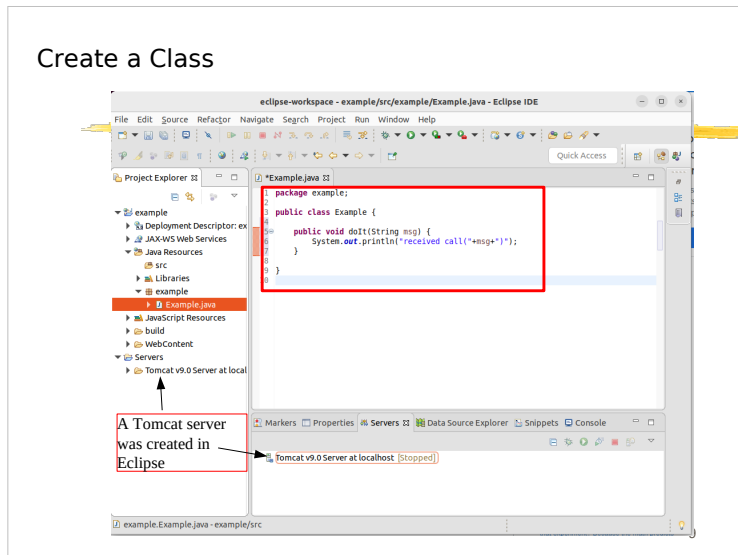 Create a Class
eclipse-workspace - example/src/example/Example.java - Eclipse IDE
File Edit Source Refactor Navigate Search Project Run Window Help
Quick Access
Project Explorer
*Example.java
example
Deployment Descriptor: ex
JAX-WS Web Services
Java Resources
src
Libraries
example
Example.java
JavaScript Resources
build
WebContent
Servers
Tomcat v9.0 Server at local
1 package example;
2
3 public class Example {
4
5 public void doIt(String msg) {
6 System.out.println("received call("+msg+")");
7 }
8
9 }
0
A Tomcat server
was created in
Eclipse
Markers Properties Servers Data Source Explorer Snippets Console
Tomcat v9.0 Server at localhost [Stopped]
example.Example.java - example/src